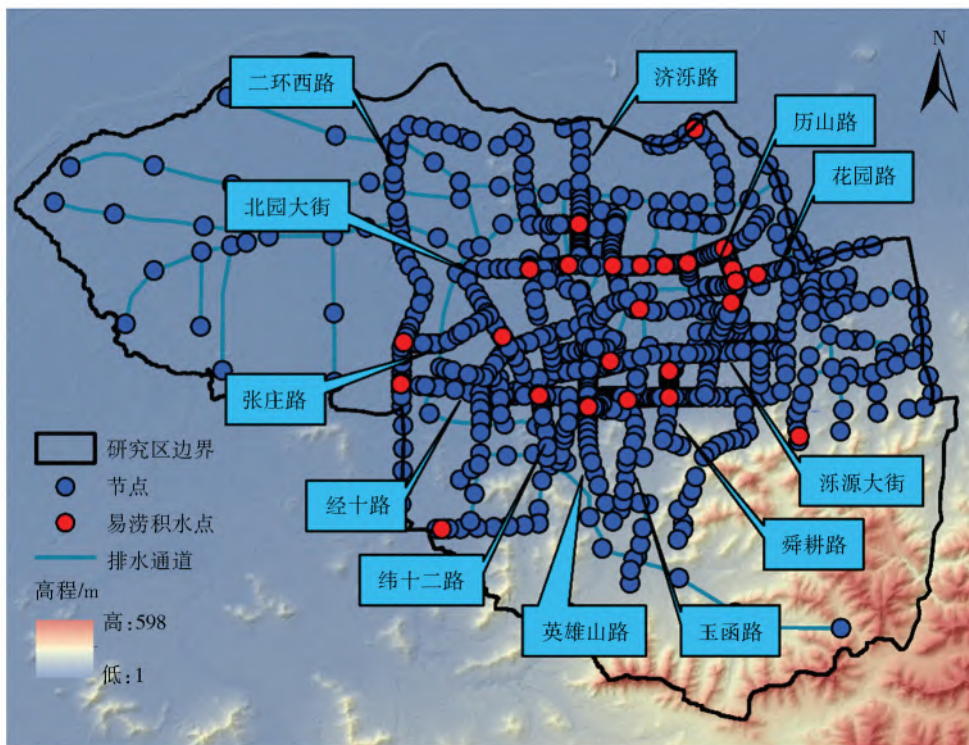 N
二环西路
济泺路
历山路
花园路
北园大街
张庄路
研究区边界
节点
易涝积水点
排水通道
高程/m
高:598
低:1
经十路
泺源大街
舜耕路
纬十二路
英雄山路
玉函路